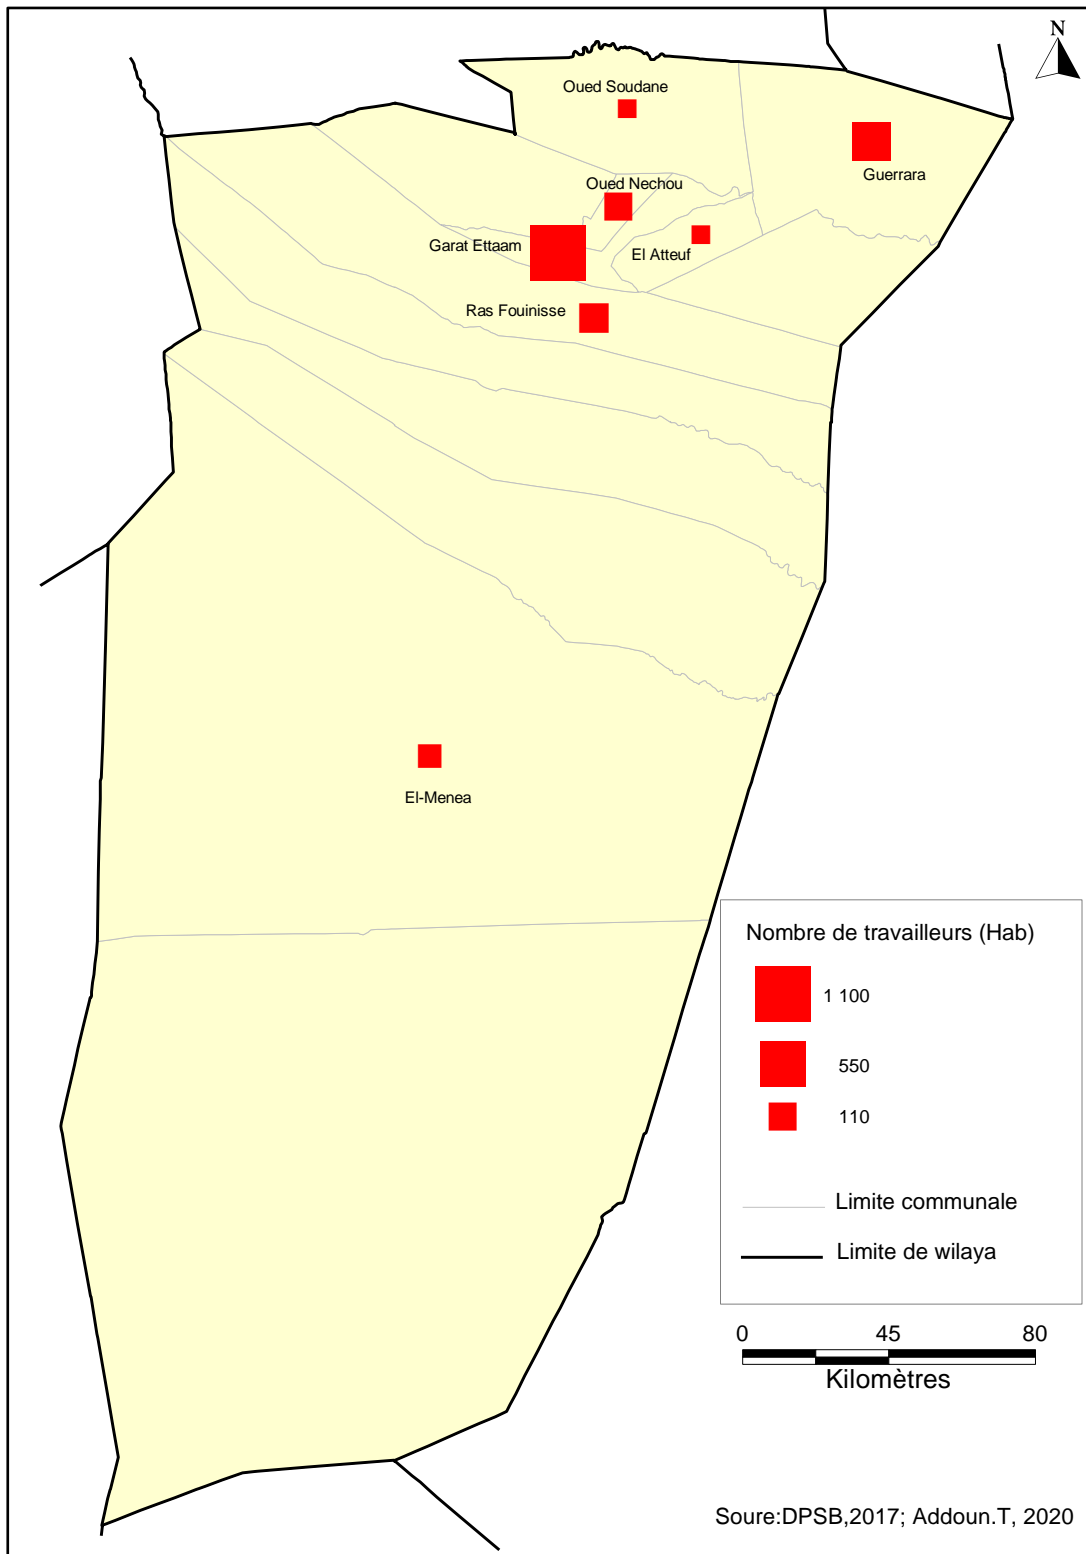 N
Oued Soudane
Guerrara
Oued Nechou
Garat Ettaam
El Atteuf
Ras Fouinisse
El-Menea
Nombre de travailleurs (Hab)
1 100
550
110
Limite communale
Limite de wilaya
0 45 80
Kilomètres
Soure:DPSB,2017; Addoun.T, 2020